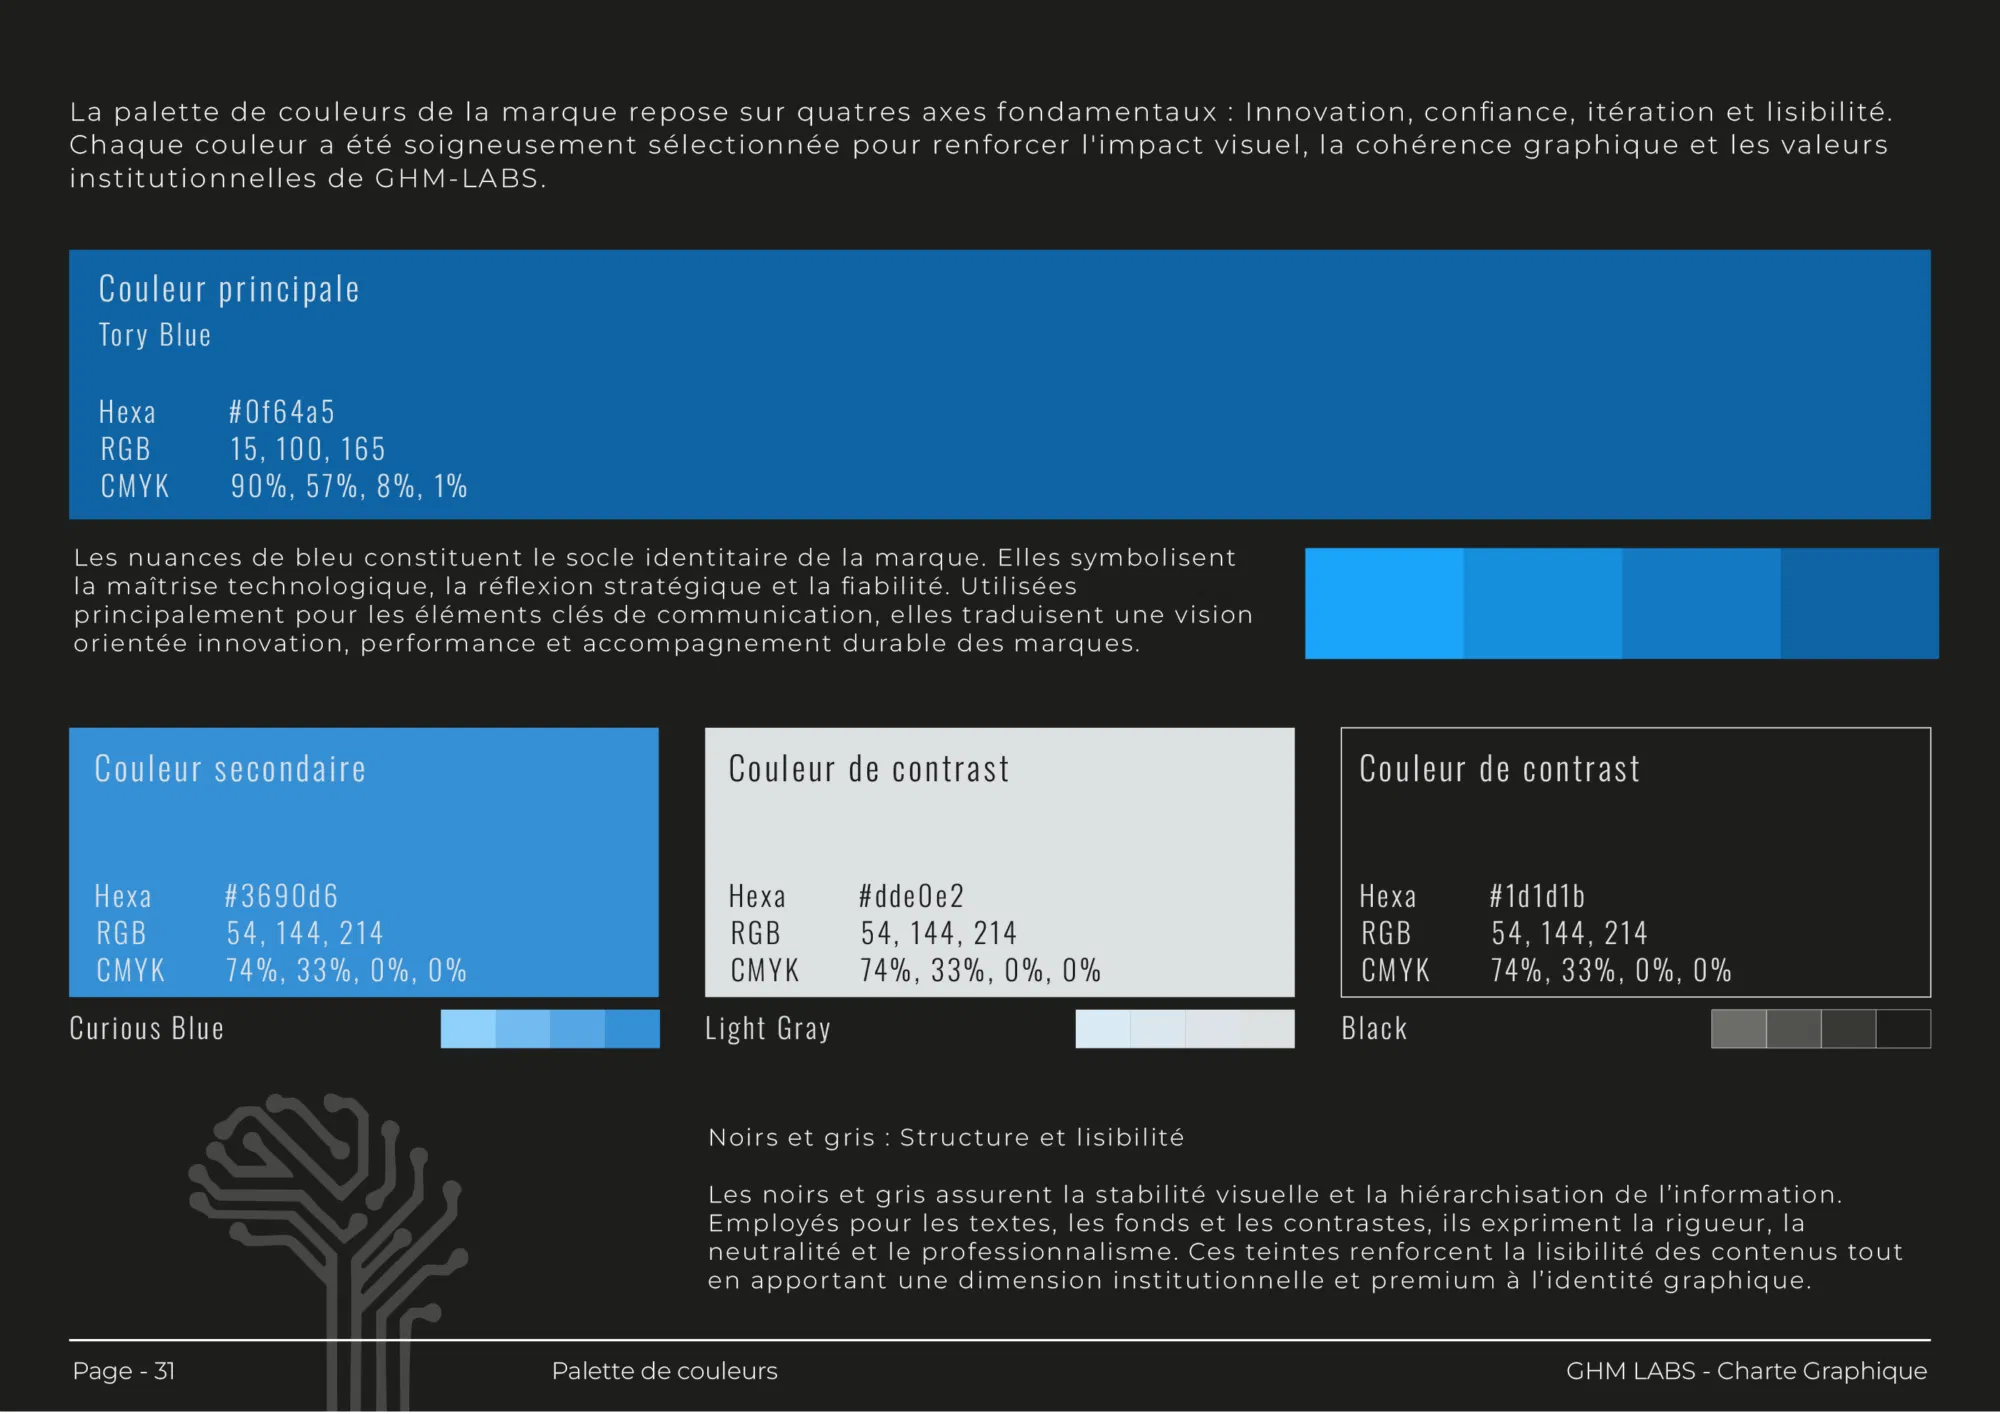 La palette de couleurs de la marque repose sur quatres axes fondamentaux : Innovation, confiance, itération et lisibilité.
Chaque couleur a été soigneusement sélectionnée pour renforcer l'impact visuel, la cohérence graphique et les valeurs
institutionnelles de GHM-LABS.
Couleur principale
Tory Blue
Hexa #0f64a5
RGB 15, 100, 165
CMYK 90%, 57%, 8%, 1%
Les nuances de bleu constituent le socle identitaire de la marque. Elles symbolisent
la maîtrise technologique, la réflexion stratégique et la fiabilité. Utilisées
principalement pour les éléments clés de communication, elles traduisent une vision
orientée innovation, performance et accompagnement durable des marques.
Couleur secondaire
Hexa #3690d6
RGB 54, 144, 214
CMYK 74%, 33%, 0%, 0%
Curious Blue
Couleur de contrast
Hexa #dde0e2
RGB 54, 144, 214
CMYK 74%, 33%, 0%, 0%
Light Gray
Couleur de contrast
Hexa #1d1d1b
RGB 54, 144, 214
CMYK 74%, 33%, 0%, 0%
Black
Noirs et gris : Structure et lisibilité
Les noirs et gris assurent la stabilité visuelle et la hiérarchisation de l’information.
Employés pour les textes, les fonds et les contrastes, ils expriment la rigueur, la
neutralité et le professionnalisme. Ces teintes renforcent la lisibilité des contenus tout
en apportant une dimension institutionnelle et premium à l’identité graphique.
Page - 31
Palette de couleurs
GHM LABS - Charte Graphique